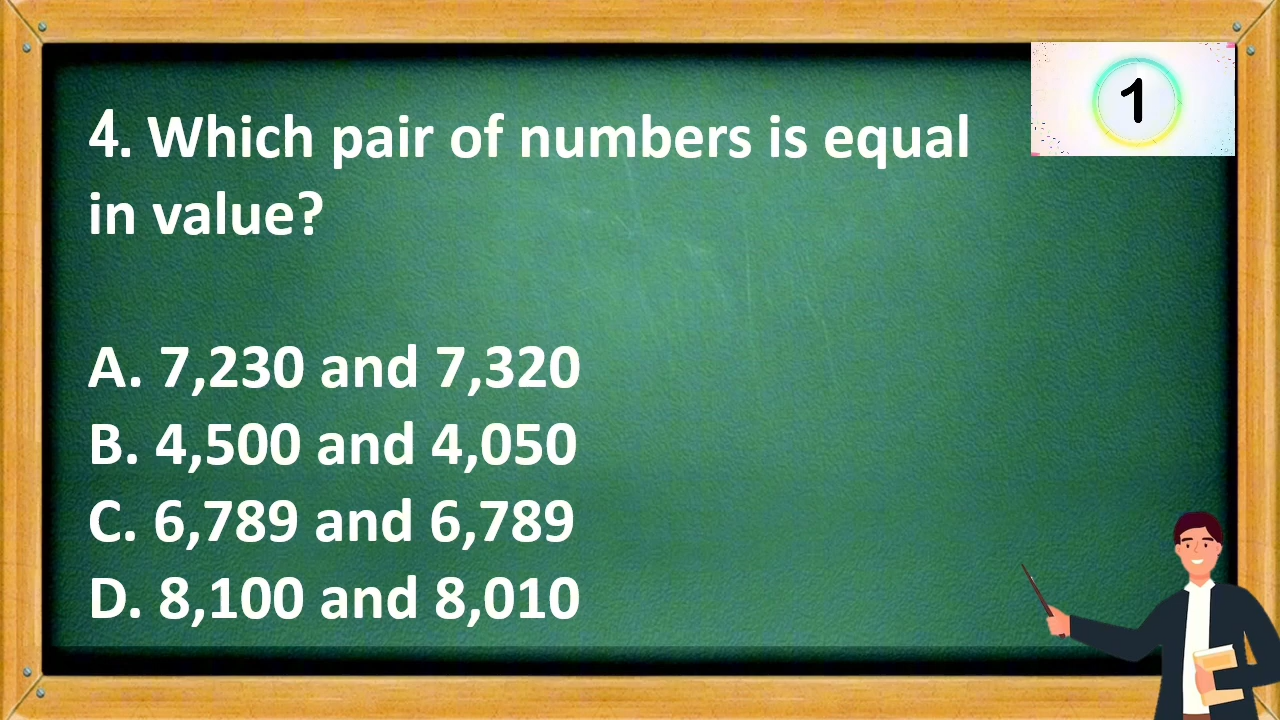 4. Which pair of numbers is equal
in value?
A. 7,230 and 7,320
B. 4,500 and 4,050
C. 6,789 and 6,789
D. 8,100 and 8,010
1